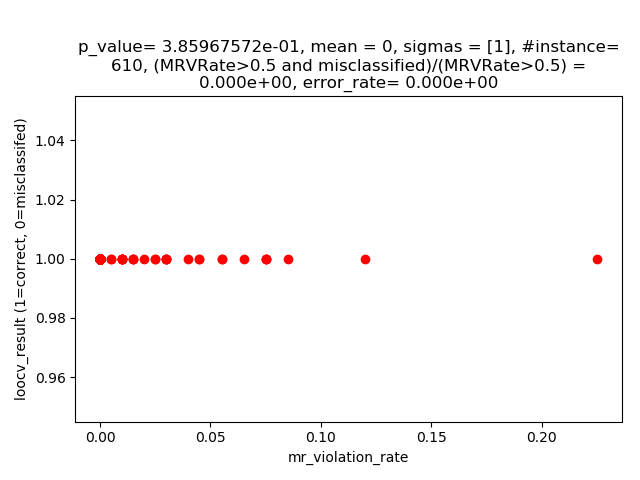 p_value= 3.85967572e-01, mean = 0, sigmas = [1], #instance=
610, (MRVRate>0.5 and misclassified)/(MRVRate>0.5) =
0.000e+00, error_rate= 0.000e+00
loocv_result (1=correct, 0=misclassifed)
1.04
1.02
1.00
0.98
0.96
0.00 0.05 0.10 0.15 0.20
mr_violation_rate